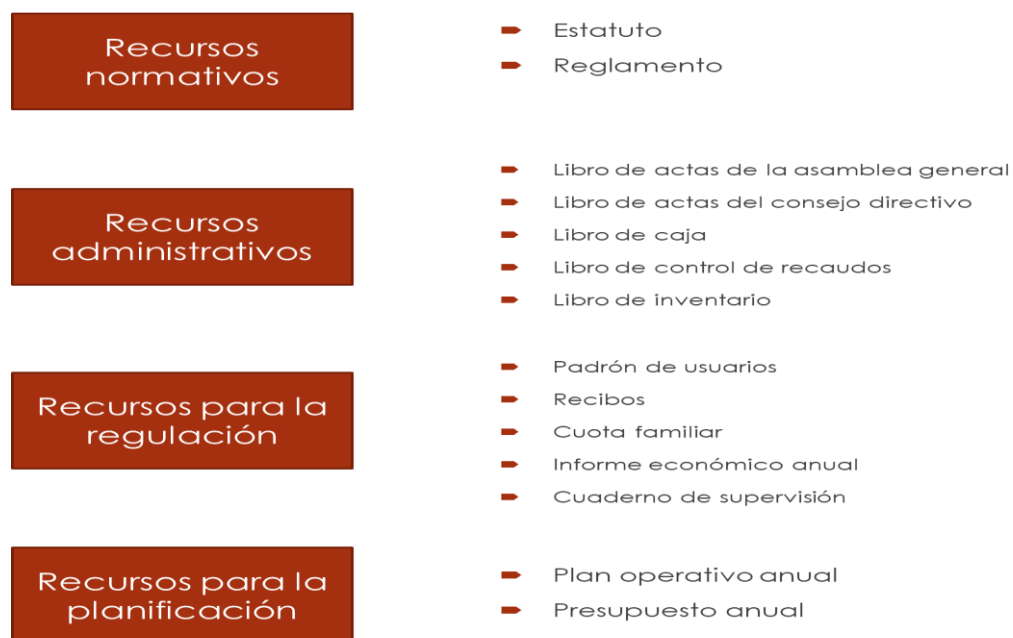 Recursos
normativos
Estatuto
Reglamento
Recursos
administrativos
Libro de actas de la asamblea general
Libro de actas del consejo directivo
Libro de caja
Libro de control de recaudos
Libro de inventario
Recursos para la
regulación
Padrón de usuarios
Recibos
Cuota familiar
Informe económico anual
Cuaderno de supervisión
Recursos para la
planificación
Plan operativo anual
Presupuesto anual